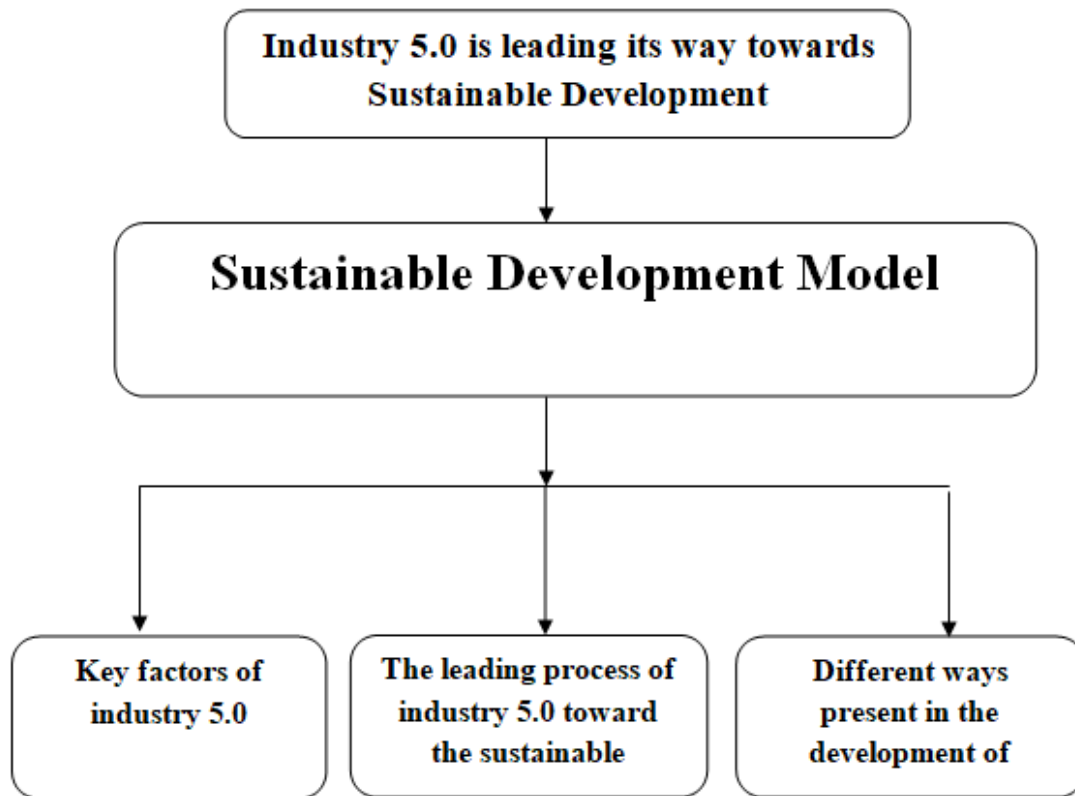 Industry 5.0 is leading its way towards
Sustainable Development
Sustainable Development Model
Key factors of
industry 5.0
The leading process of
industry 5.0 toward
the sustainable
Different ways
present in the
development of